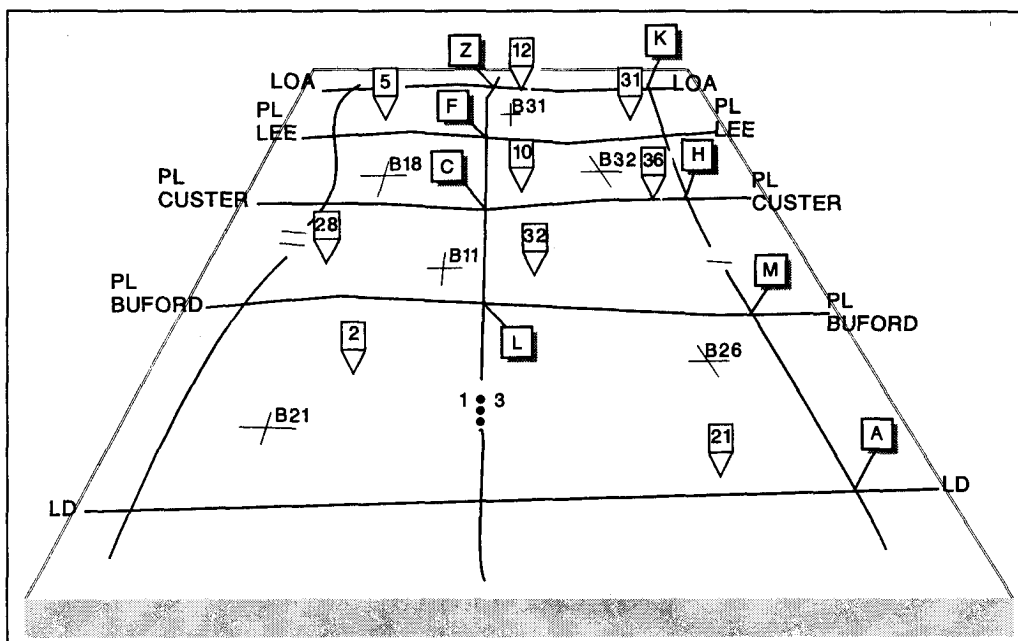 Z 12 K
LOA 5 31 LOA
PL LEE F B31 PL LEE
B18 10 B32 36 H
PL CUSTER C PL CUSTER
28 32
B11 M
PL BUFORD PL BUFORD
2 L
B26
1 3
B21 21 A
LD LD